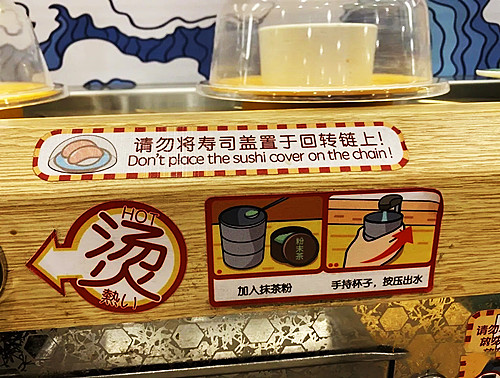 请勿将寿司盖置于回转链上!
Don't place the sushi cover on the chain!
HOT
烫
熱い
粉末茶
加入抹茶粉
手持杯子，按压出水
请勿